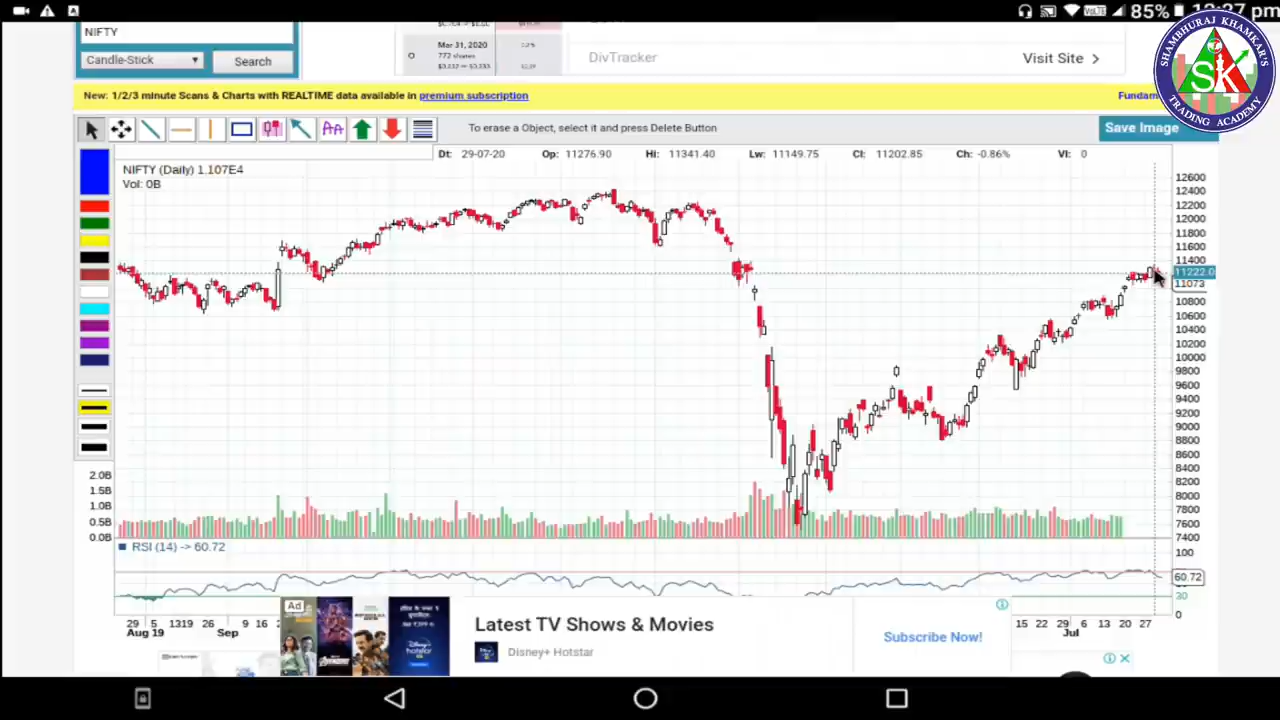 85%
NIFTY
Candle-Stick
Search
Mar 31, 2020
772 shares
DivTracker
Visit Site
SHAMBHURAJ KHAMKAR'S
SK
TRADING ACADEMY
New: 1/2/3 minute Scans & Charts with REALTIME data available in premium subscription
Fundam
To erase a Object, select it and press Delete Button
Save Image
Dt: 29-07-20 Op: 11276.90 Hi: 11341.40 Lw: 11149.75 Cl: 11202.85 Ch: -0.86% Vl: 0
NIFTY (Daily) 1.107E4
Vol: 0B
12600
12400
12200
12000
11800
11600
11400
11222.0
11073
10800
10600
10400
10200
10000
9800
9600
9400
9200
9000
8800
8600
8400
8200
8000
7800
7600
7400
2.0B
1.5B
1.0B
0.5B
0.0B
RSI (14) -> 60.72
100
60.72
30
0
29 5 1319 26 9 16 15 22 29 6 13 20 27
Aug 19 Sep Jul
Ad
Latest TV Shows & Movies
Disney+ Hotstar
Subscribe Now!